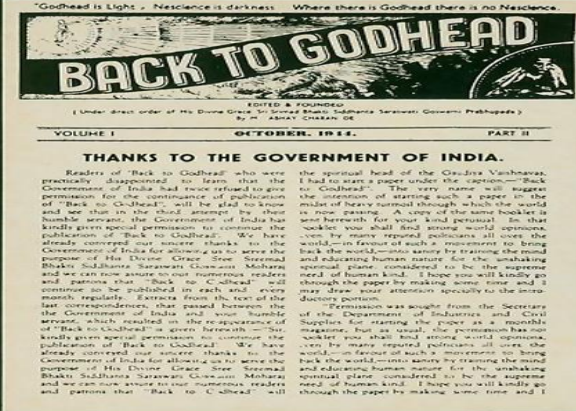 "Godhead is Light, Nescience is darkness Where there is Godhead there is no Nescience.
BACK TO GODHEAD
EDITED & FOUNDED
( Under direct order of His Divine Grace Sri Srimad Bhakti Siddhanta Saraswati Goswami Prabhupada )
By Mr ABHAY CHARAN DE
VOLUME I OCTOBER, 1944. PART II
THANKS TO THE GOVERNMENT OF INDIA.
Readers of "Back to Godhead" who were
practically disappointed to learn that the
Government of India had twice refused to give
permission for the continuance of publication
of "Back to Godhead", will be glad to know
and see that in the third attempt by their
humble servant, the Government of India has
kindly given special permission to continue the
publication of "Back to Godhead". We have
already conveyed our sincere thanks to the
Government of India for allowing us to serve the
purpose of His Divine Grace Sree Sreemad
Bhakti Siddhanta Saraswati Goswami Moharaj
and we can now assure to our numerous readers
and patrons that "Back to Godhead" will
continue so be published in each and every
month regularly. Extracts from the text of the
last correspondences, that passed between the
the Government of India and your humble
servant, which resulted in the re-appearance of
of "Back to Godhead" is given herewith—"Sir,
kindly given special permission to continue the
publication of "Back to Godhead". We have
already conveyed our sincere thanks to the
Government of India for allowing us to serve the
purpose of His Divine Grace Sree Sreemad
Bhakti Siddhanta Saraswati Goswami Moharaj
and we can now assure to our numerous readers
and patrons that "Back to Godhead" will
the spiritual head of the Gaudiya Vaishnavas,
I had to start a paper under the caption,—"Back
to Godhead". The very name will suggest
the intention of starting such a paper in the
midst of heavy turmoil through which the world
is now passing. A copy of the same booklet is
sent herewith for your kind perusal. In that
booklet you shall find strong world opinions,
even by many reputed politicians all over the
world,—in favour of such a movement to bring
back the world,—into sanity by training the mind
and educating human nature for the unshaking
spiritual plane, considered to be the supreme
need of human kind. I hope you will kindly go
through the paper by making some time and I
may draw your attention specially to the intro-
ductory portion.
"Permission was sought from the Secretary
of the Department of Industries and Civil
Supplies for starting the paper as a monthly
magazine, but as usual, the permission has not
booklet you shall find strong world opinions,
even by many reputed politicians all over the
world,—in favour of such a movement to bring
back the world,—into sanity by training the mind
and educating human nature for the unshaking
spiritual plane considered to be the supreme
need of human kind. I hope you will kindly go
through the paper by making some time and I